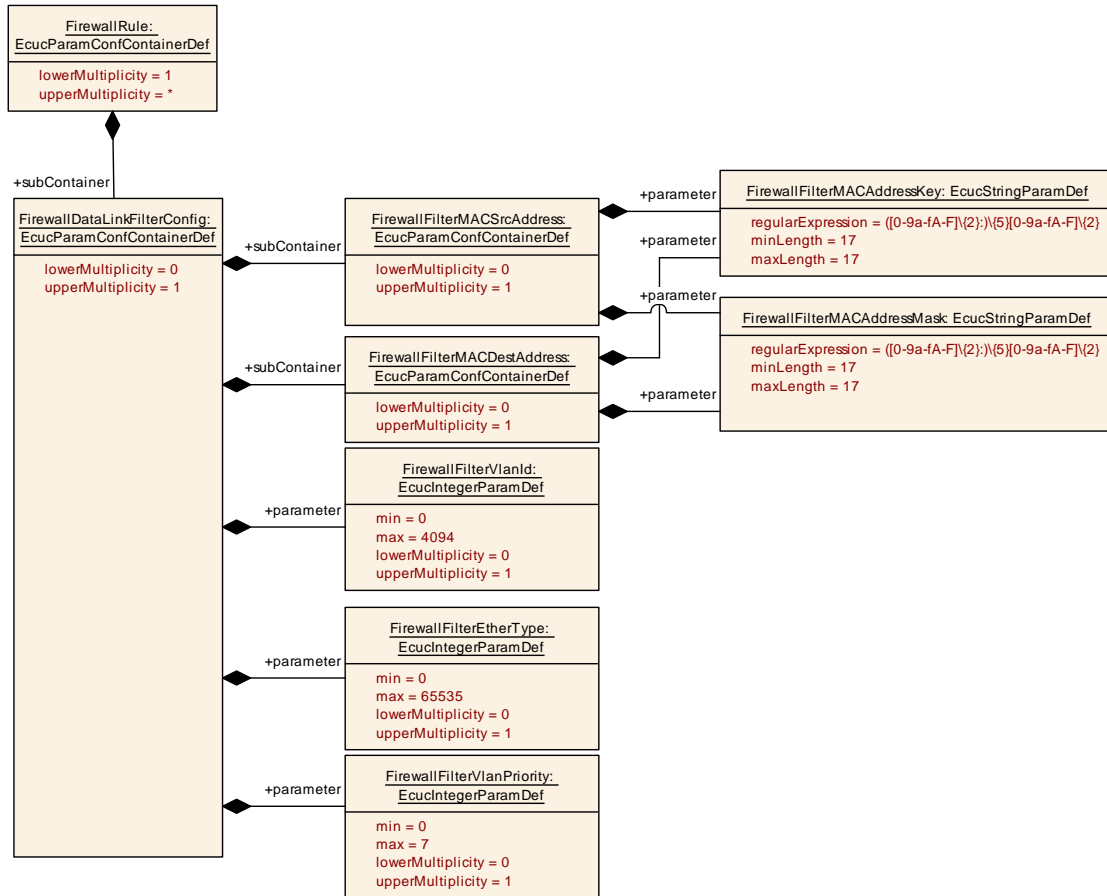 FirewallRule:
EcucParamConfContainerDef
lowerMultiplicity = 1
upperMultiplicity = *
+subContainer
FirewallDataLinkFilterConfig:
EcucParamConfContainerDef
lowerMultiplicity = 0
upperMultiplicity = 1
+subContainer
FirewallFilterMACSrcAddress:
EcucParamConfContainerDef
lowerMultiplicity = 0
upperMultiplicity = 1
+parameter
FirewallFilterMACAddressKey: EcucStringParamDef
regularExpression = ([0-9a-fA-F]\{2}:)\{5}[0-9a-fA-F]\{2}
minLength = 17
maxLength = 17
+parameter
+parameter
FirewallFilterMACAddressMask: EcucStringParamDef
regularExpression = ([0-9a-fA-F]\{2}:)\{5}[0-9a-fA-F]\{2}
minLength = 17
maxLength = 17
+subContainer
FirewallFilterMACDestAddress:
EcucParamConfContainerDef
lowerMultiplicity = 0
upperMultiplicity = 1
+parameter
+parameter
FirewallFilterVlanId:
EcucIntegerParamDef
min = 0
max = 4094
lowerMultiplicity = 0
upperMultiplicity = 1
+parameter
FirewallFilterEtherType:
EcucIntegerParamDef
min = 0
max = 65535
lowerMultiplicity = 0
upperMultiplicity = 1
+parameter
FirewallFilterVlanPriority:
EcucIntegerParamDef
min = 0
max = 7
lowerMultiplicity = 0
upperMultiplicity = 1